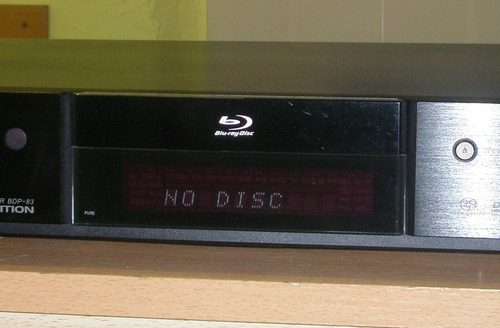 Blu-ray Disc
NO DISC
R BDP-83
ITION
PURE